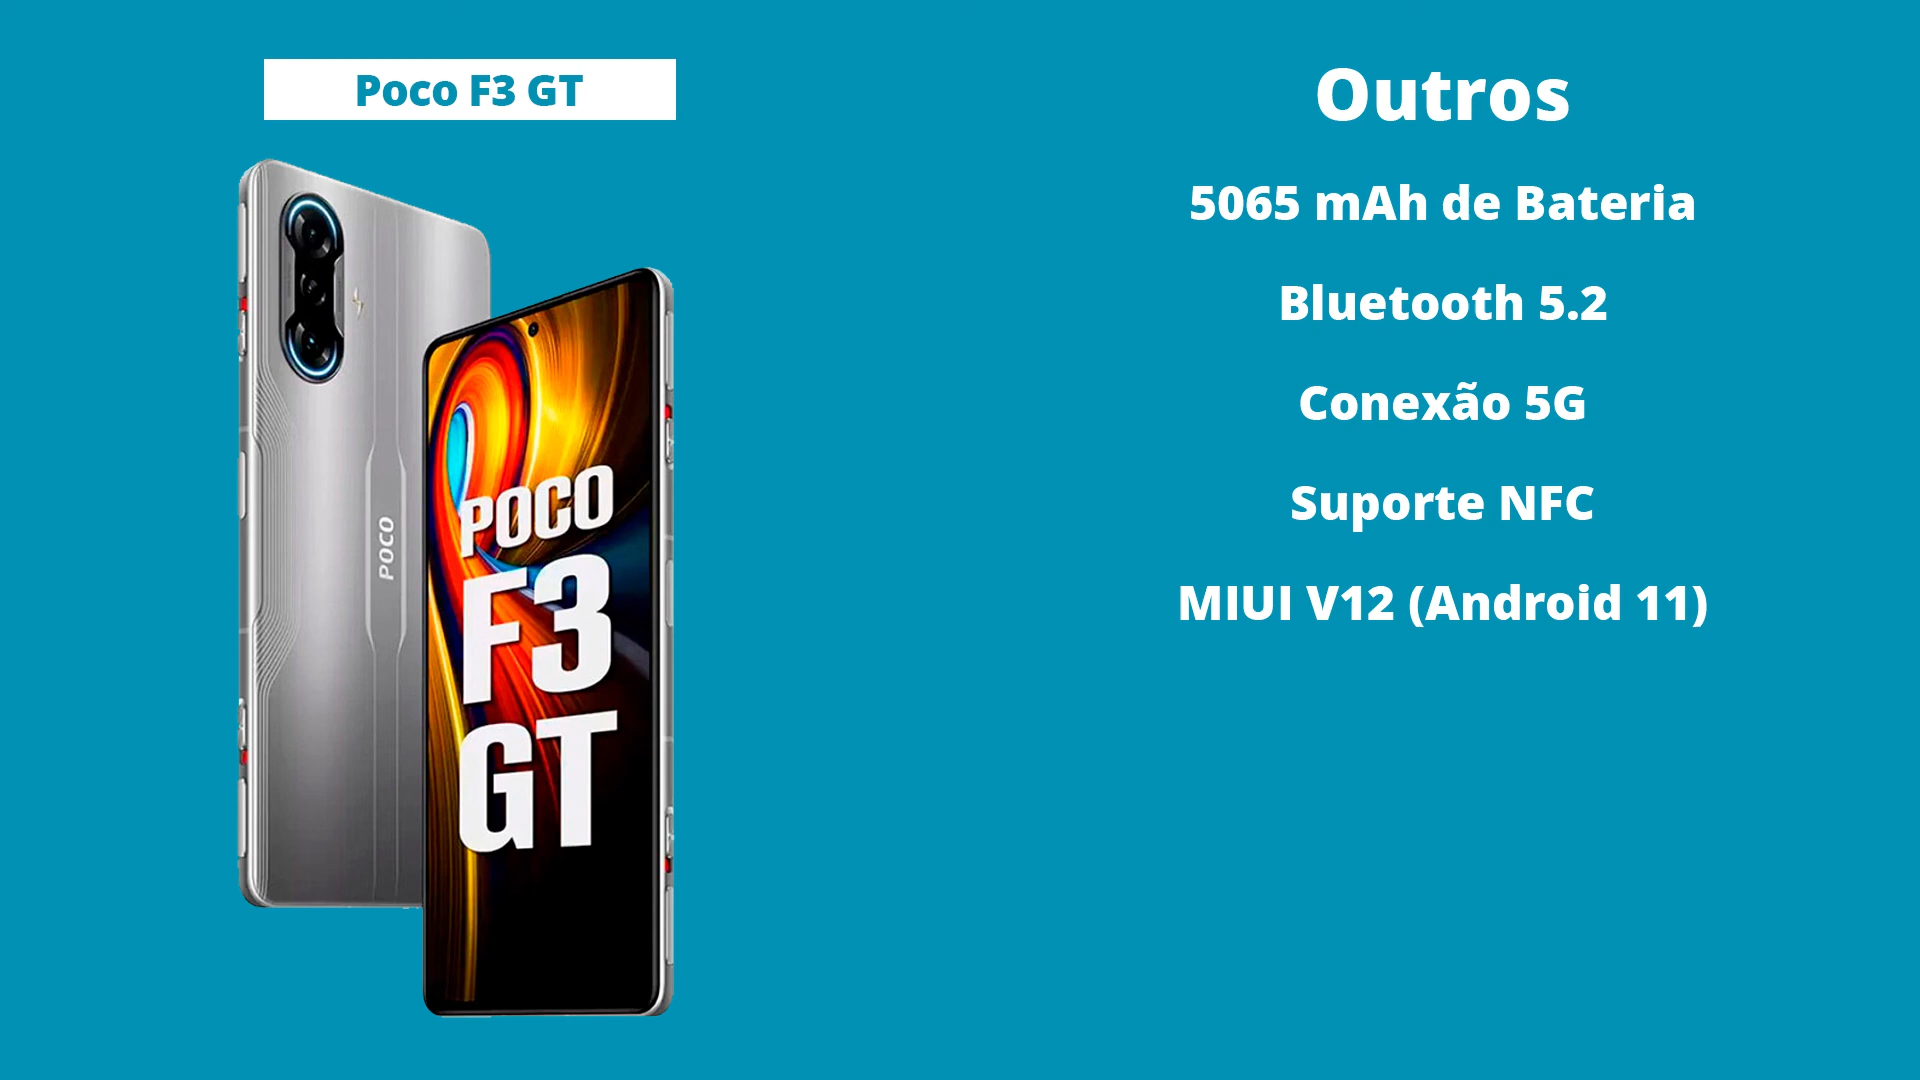 Poco F3 GT
POCO
POCO
F3
GT
Outros
5065 mAh de Bateria
Bluetooth 5.2
Conexão 5G
Suporte NFC
MIUI V12 (Android 11)